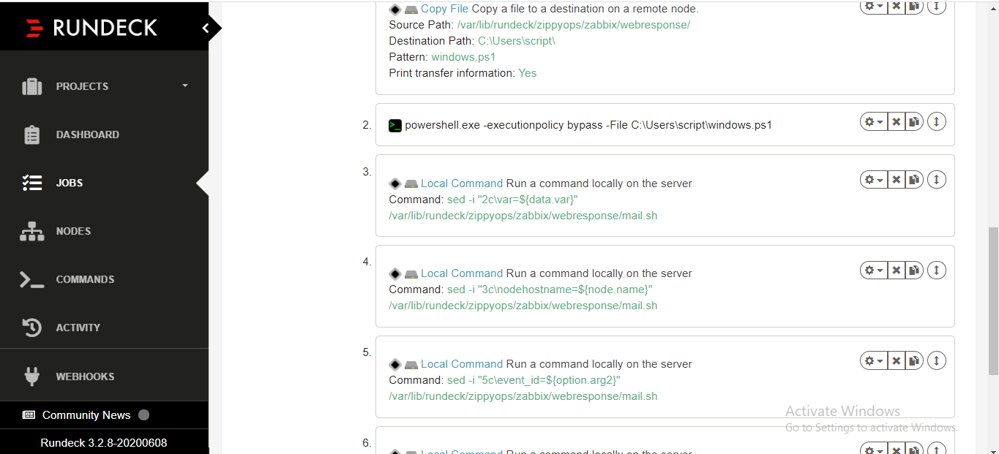 RUNDECK
PROJECTS
DASHBOARD
JOBS
NODES
COMMANDS
ACTIVITY
WEBHOOKS
Community News
Rundeck 3.2.8-20200608
Copy File Copy a file to a destination on a remote node.
Source Path: /var/lib/rundeck/zippyops/zabbix/webresponse/
Destination Path: C:\Users\script\
Pattern: windows.ps1
Print transfer information: Yes
2. powershell.exe -executionpolicy bypass -File C:\Users\script\windows.ps1
3.
Local Command Run a command locally on the server
Command: sed -i "2c\var=${data.var}"
/var/lib/rundeck/zippyops/zabbix/webresponse/mail.sh
4.
Local Command Run a command locally on the server
Command: sed -i "3c\nodehostname=${node.name}"
/var/lib/rundeck/zippyops/zabbix/webresponse/mail.sh
5.
Local Command Run a command locally on the server
Command: sed -i "5c\event_id=${option.arg2}"
/var/lib/rundeck/zippyops/zabbix/webresponse/mail.sh
6.
Local Command Run a command locally on the server
Activate Windows
Go to Settings to activate Windows.